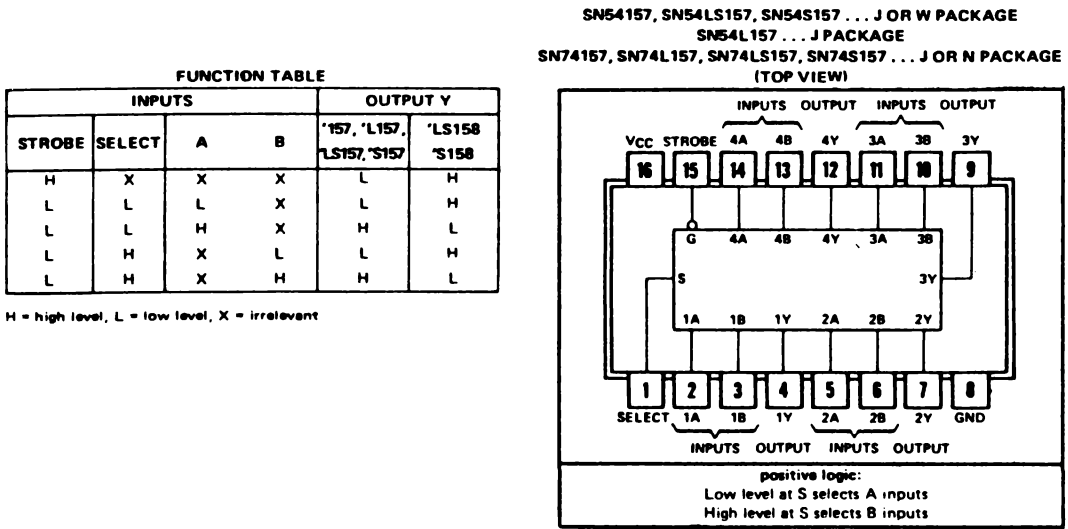 FUNCTION TABLE
INPUTS OUTPUT Y
STROBE SELECT A B '157, 'L157, 'LS157, 'S157 'LS158 'S158
H X X X L H
L L L X L H
L L H X H L
L H X L L H
L H X H H L
H = high level, L = low level, X = irrelevant
SN54157, SN54LS157, SN54S157 . . . J OR W PACKAGE
SN54L157 . . . J PACKAGE
SN74157, SN74L157, SN74LS157, SN74S157 . . . J OR N PACKAGE
(TOP VIEW)
INPUTS OUTPUT INPUTS OUTPUT
VCC STROBE 4A 4B 4Y 3A 3B 3Y
16 15 14 13 12 11 10 9
G 4A 4B 4Y 3A 3B
S 3Y
1A 1B 1Y 2A 2B 2Y
1 2 3 4 5 6 7 8
SELECT 1A 1B 1Y 2A 2B 2Y GND
INPUTS OUTPUT INPUTS OUTPUT
positive logic:
Low level at S selects A inputs
High level at S selects B inputs